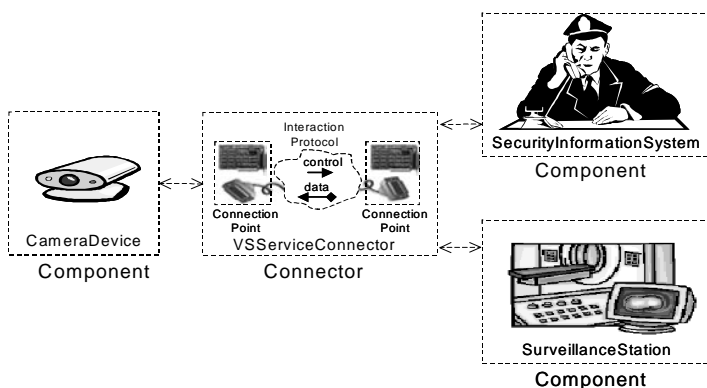 CameraDevice
Component
Interaction
Protocol
control
data
Connection
Point
Connection
Point
VSServiceConnector
Connector
SecurityInformationSystem
Component
SurveillanceStation
Component